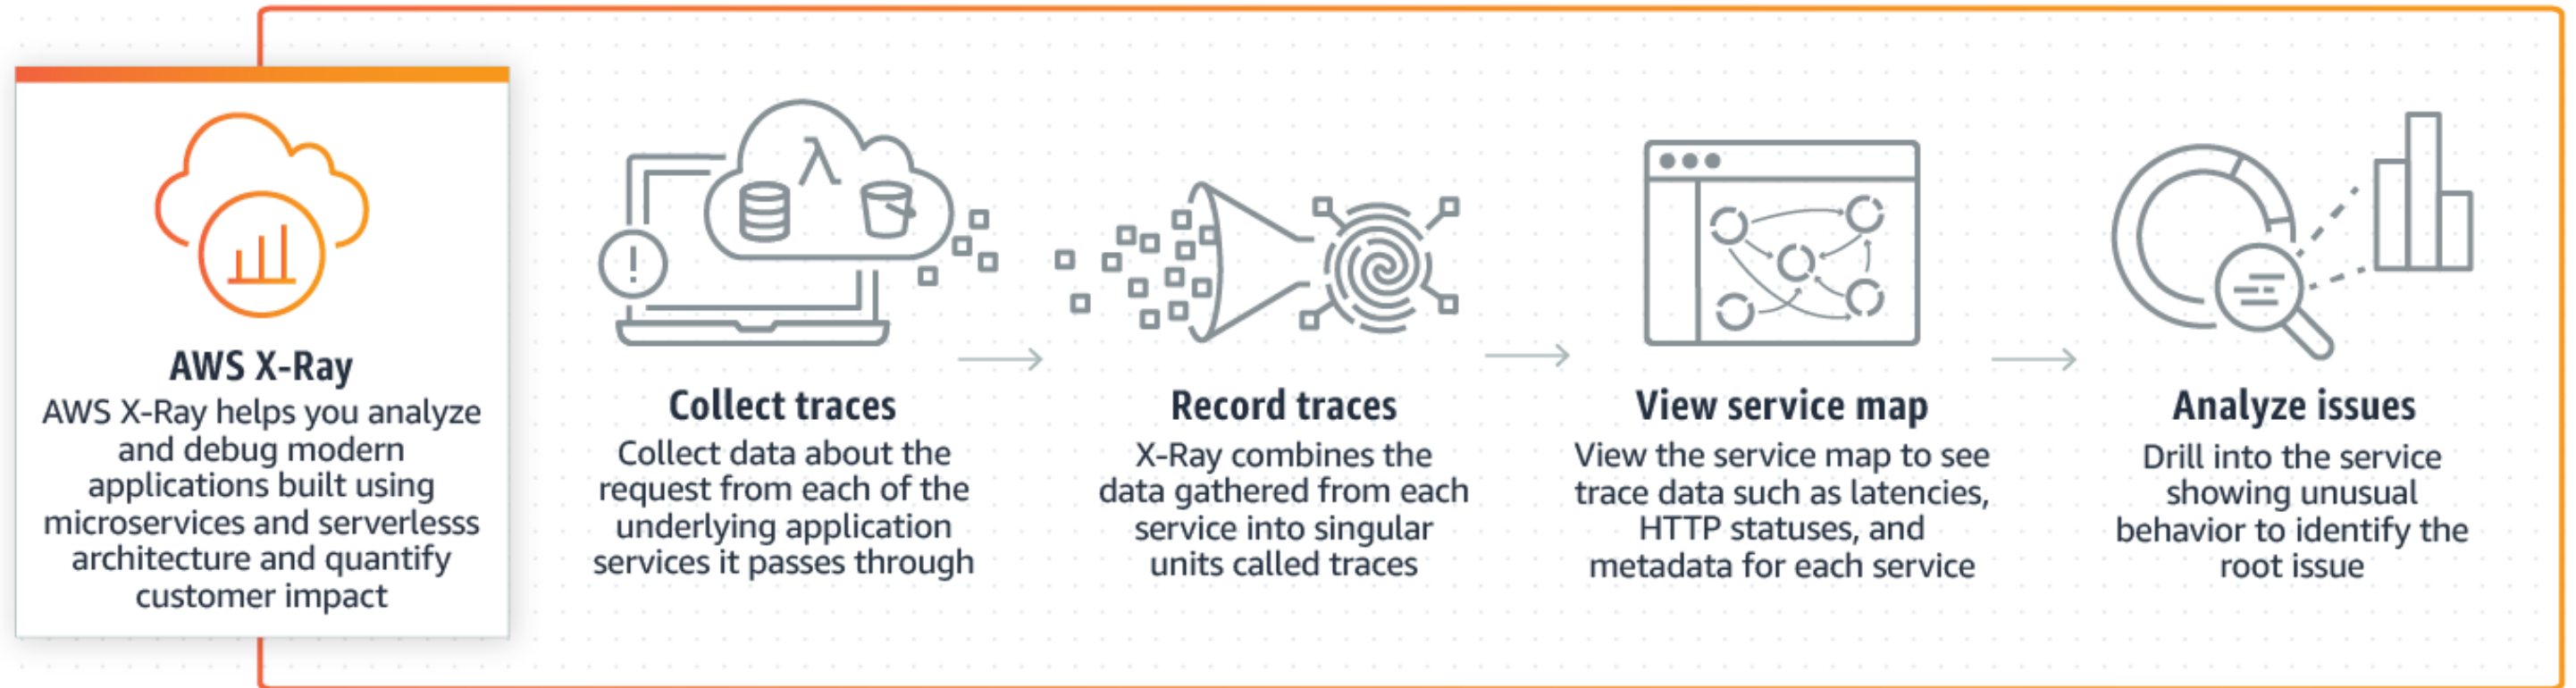 AWS X-Ray
AWS X-Ray helps you analyze
and debug modern
applications built using
microservices and serverlesss
architecture and quantify
customer impact
Collect traces
Collect data about the
request from each of the
underlying application
services it passes through
Record traces
X-Ray combines the
data gathered from each
service into singular
units called traces
View service map
View the service map to see
trace data such as latencies,
HTTP statuses, and
metadata for each service
Analyze issues
Drill into the service
showing unusual
behavior to identify the
root issue